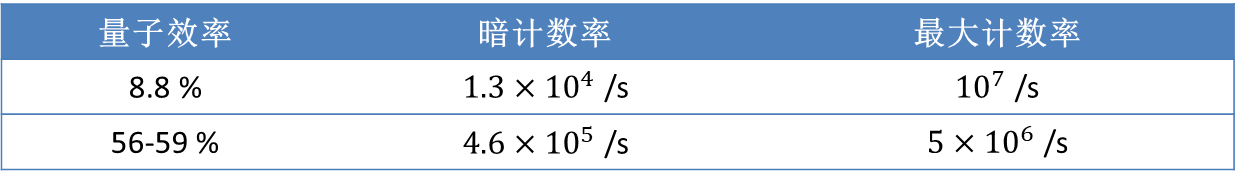 量子效率 暗计数率 最大计数率
8.8 % 1.3 × 10⁴ /s 10⁷ /s
56-59 % 4.6 × 10⁵ /s 5 × 10⁶ /s